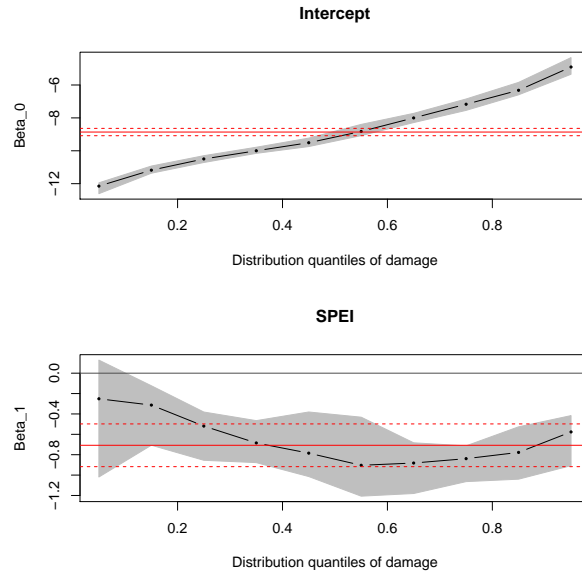 Intercept
Beta_0
−6
−8
−12
0.2 0.4 0.6 0.8
Distribution quantiles of damage
SPEI
Beta_1
0.0
−0.4
−0.8
−1.2
0.2 0.4 0.6 0.8
Distribution quantiles of damage